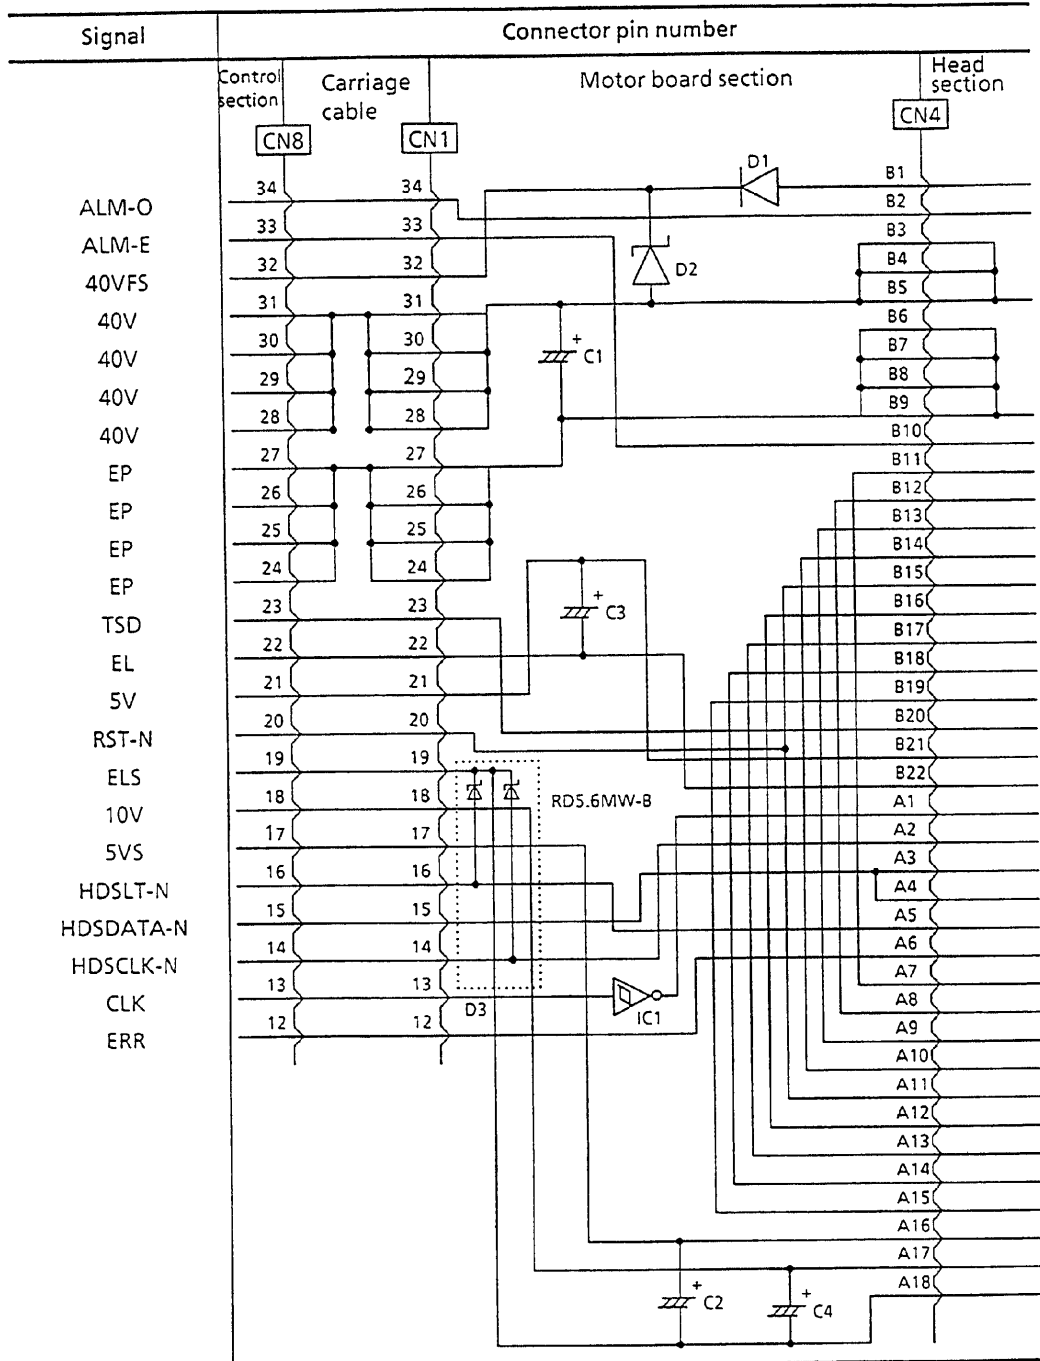 Signal
Connector pin number
Control section
Carriage cable
Motor board section
Head section
CN8
CN1
CN4
D1
B1
34 34
B2
ALM-O
33 33
B3
ALM-E
B4
32 32
D2
40VFS
B5
31 31
B6
40V
30 30
+ C1
B7
40V
29 29
B8
40V
28 28
B9
40V
B10
27 27
B11
EP
26 26
B12
EP
25 25
B13
EP
B14
24 24
B15
EP
23 23
+ C3
B16
TSD
22 22
B17
EL
B18
21 21
B19
5V
20 20
B20
RST-N
19 19
B21
ELS
B22
18 18
RD5.6MW-B
A1
10V
17 17
A2
5VS
16 16
A3
HDSLT-N
A4
15 15
A5
HDSDATA-N
14 14
A6
HDSCLK-N
13 13
A7
CLK
D3
IC1
A8
12 12
A9
ERR
A10
A11
A12
A13
A14
A15
A16
A17
A18
+ C2
+ C4